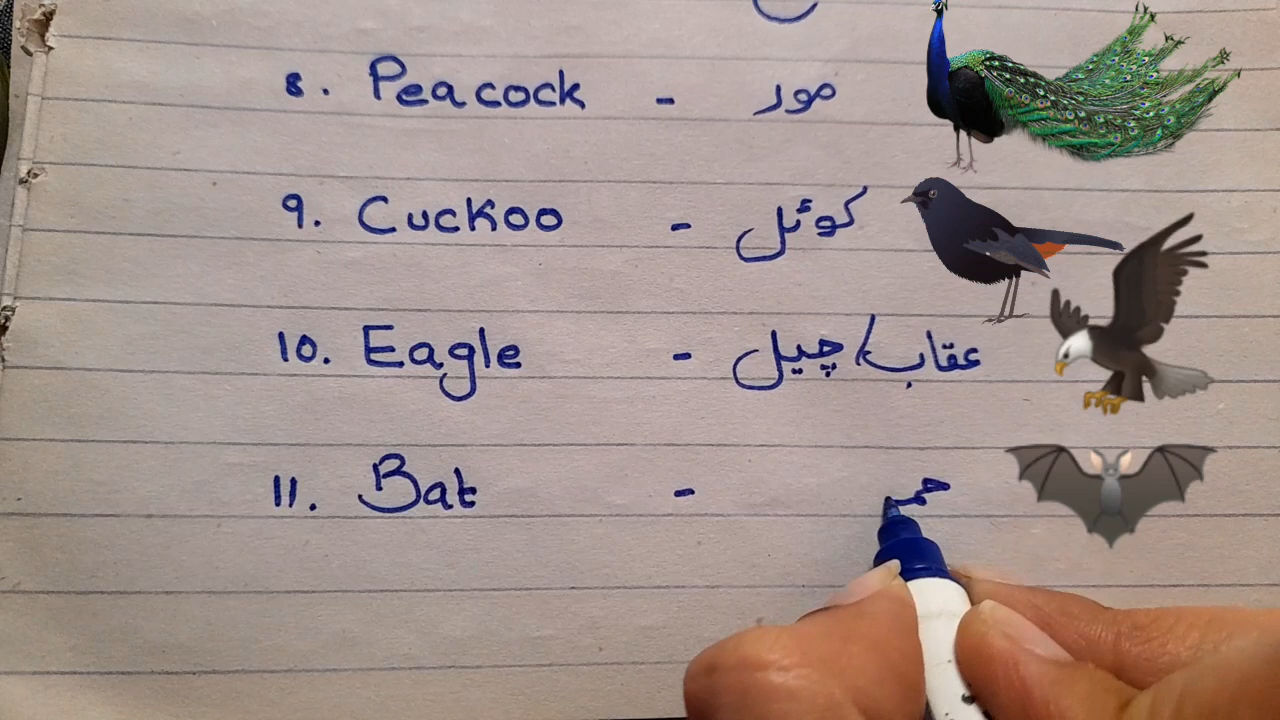 8. Peacock - مور
9. Cuckoo - کوئل
10. Eagle - عقاب/چیل
11. Bat -